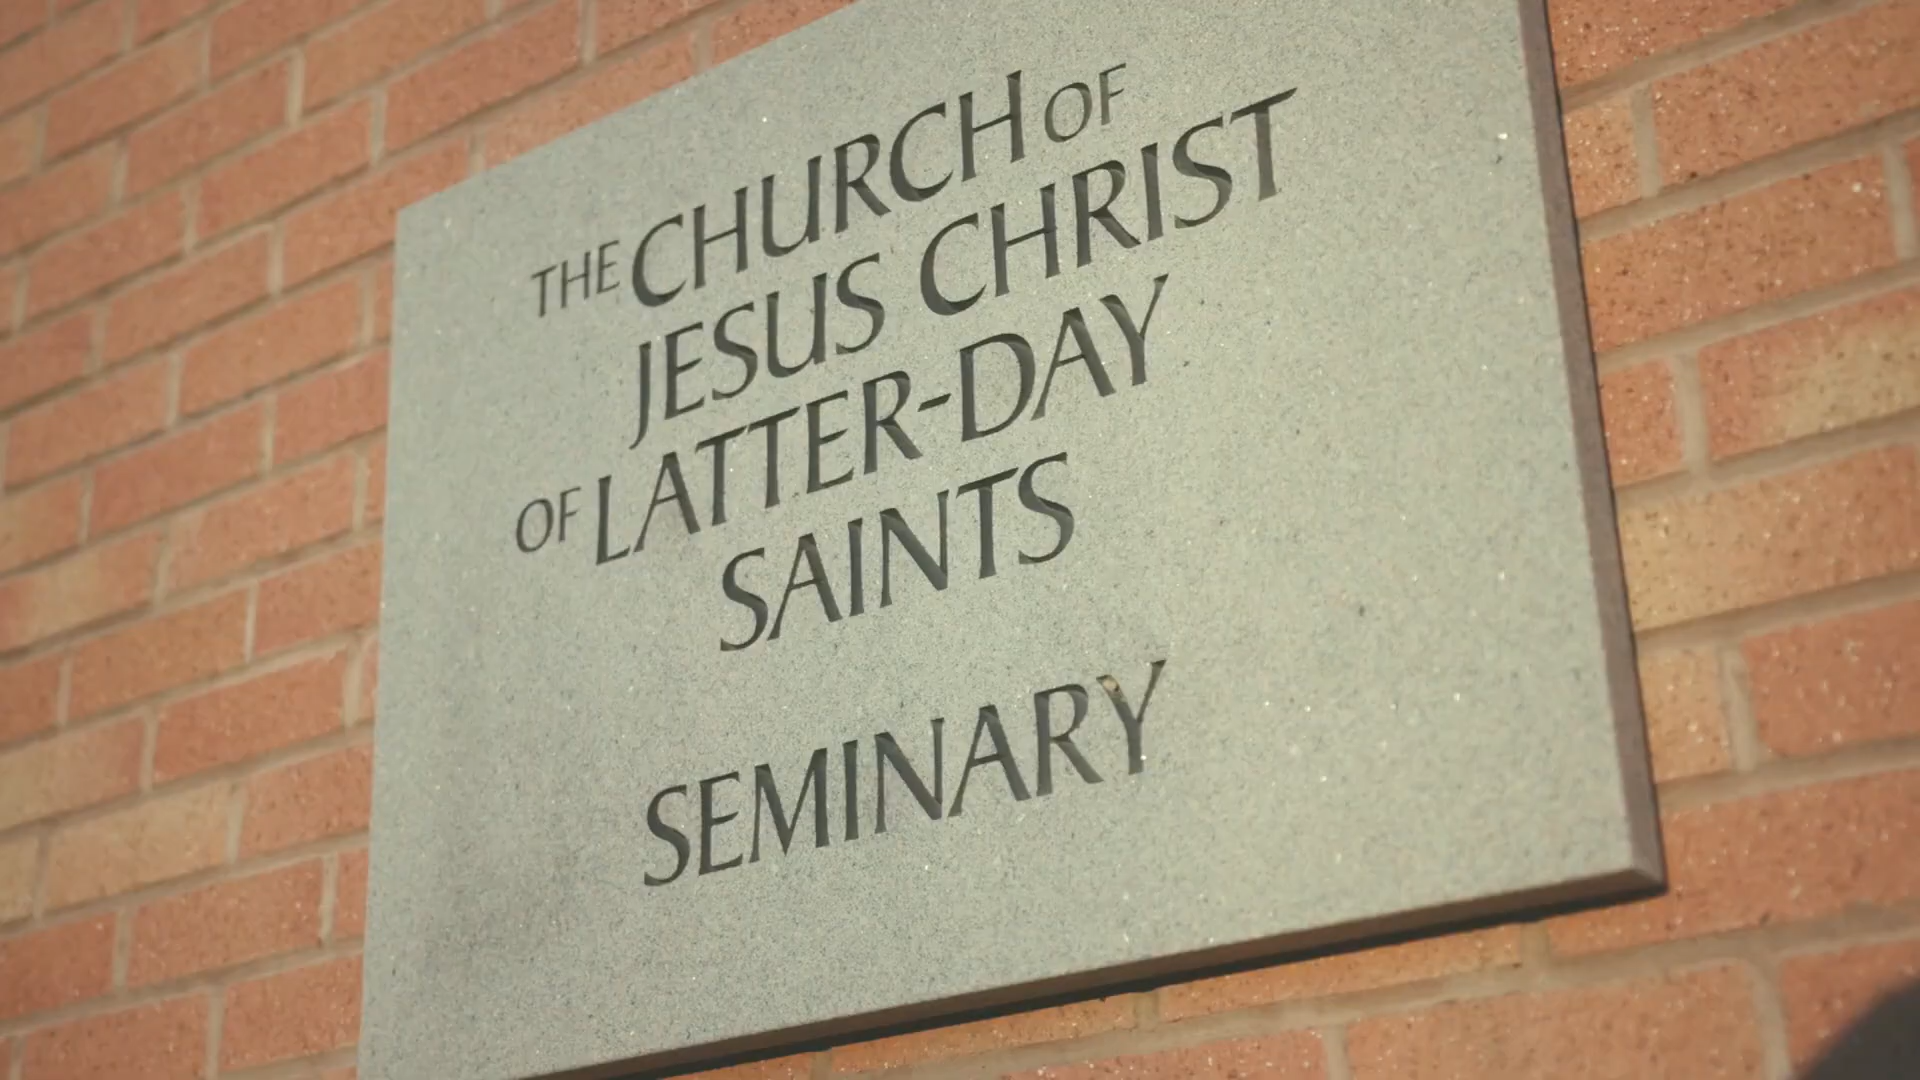 THE CHURCH OF
JESUS CHRIST
OF LATTER-DAY
SAINTS
SEMINARY